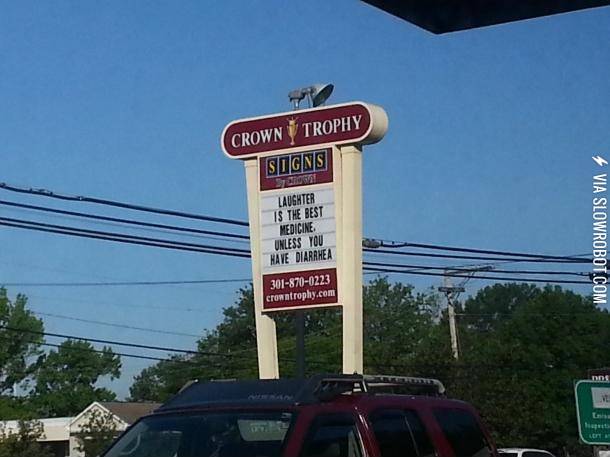 CROWN TROPHY
SIGNS
By CROWN
LAUGHTER
IS THE BEST
MEDICINE,
UNLESS YOU
HAVE DIARRHEA
301-870-0223
crowntrophy.com
NISSAN
VIA SLOWROBOT.COM